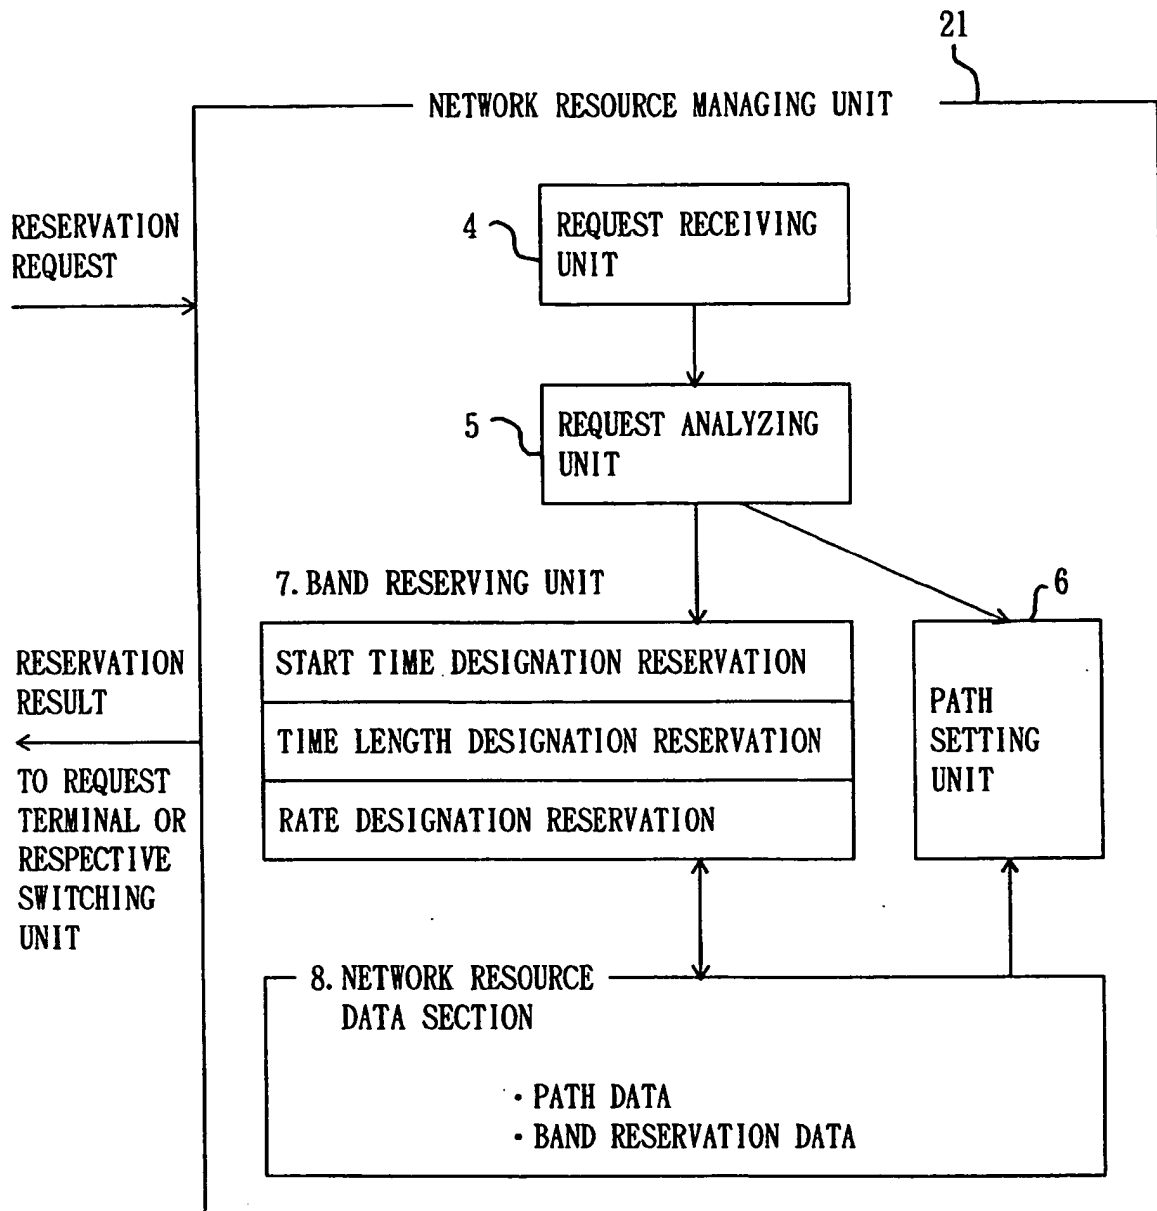 21
NETWORK RESOURCE MANAGING UNIT
RESERVATION
REQUEST
4
REQUEST RECEIVING
UNIT
5
REQUEST ANALYZING
UNIT
7. BAND RESERVING UNIT
6
START TIME DESIGNATION RESERVATION
TIME LENGTH DESIGNATION RESERVATION
RATE DESIGNATION RESERVATION
PATH
SETTING
UNIT
RESERVATION
RESULT
TO REQUEST
TERMINAL OR
RESPECTIVE
SWITCHING
UNIT
8. NETWORK RESOURCE
DATA SECTION
・PATH DATA
・BAND RESERVATION DATA